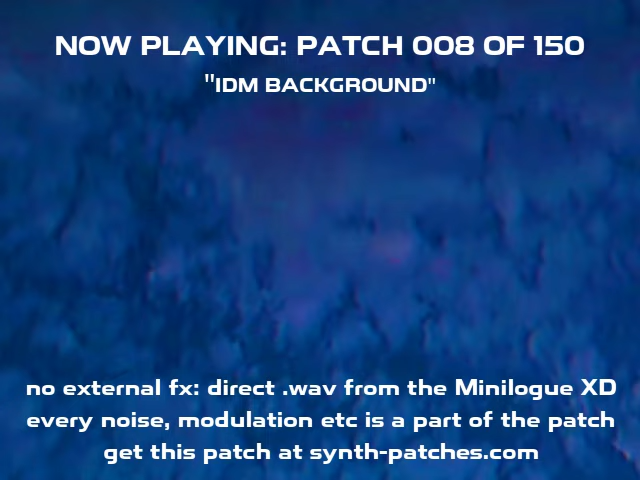 NOW PLAYING: PATCH 008 OF 150
"IDM BACKGROUND"
no external fx: direct .wav from the Minilogue XD
every noise, modulation etc is a part of the patch
get this patch at synth-patches.com